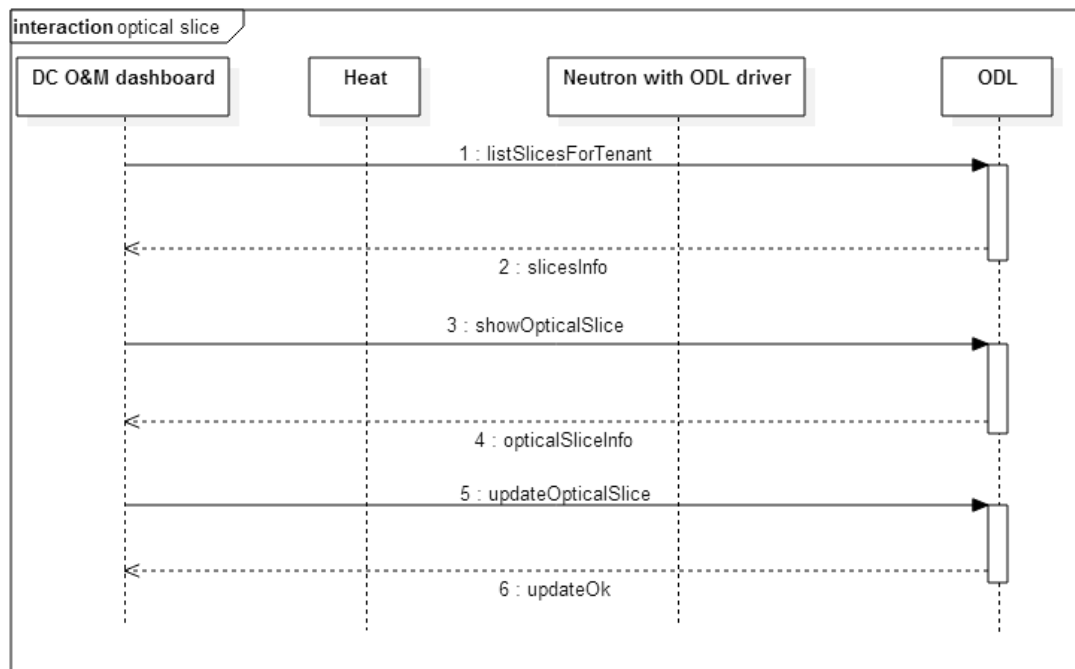 interaction optical slice
DC O&M dashboard
Heat
Neutron with ODL driver
ODL
1 : listSlicesForTenant
2 : slicesInfo
3 : showOpticalSlice
4 : opticalSliceInfo
5 : updateOpticalSlice
6 : updateOk